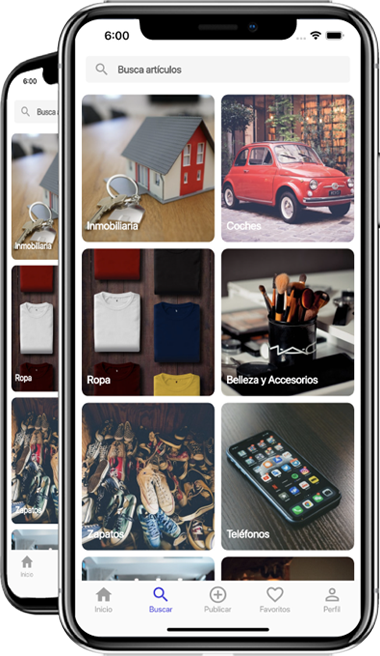 6:00
Busca artículos
Inmobiliaria
Coches
Ropa
MAC
Belleza y Accesorios
Zapatos
Teléfonos
Inicio
Buscar
Publicar
Favoritos
Perfil
6:00
Busca a
Inmobiliaria
Ropa
Zapatos
Inicio